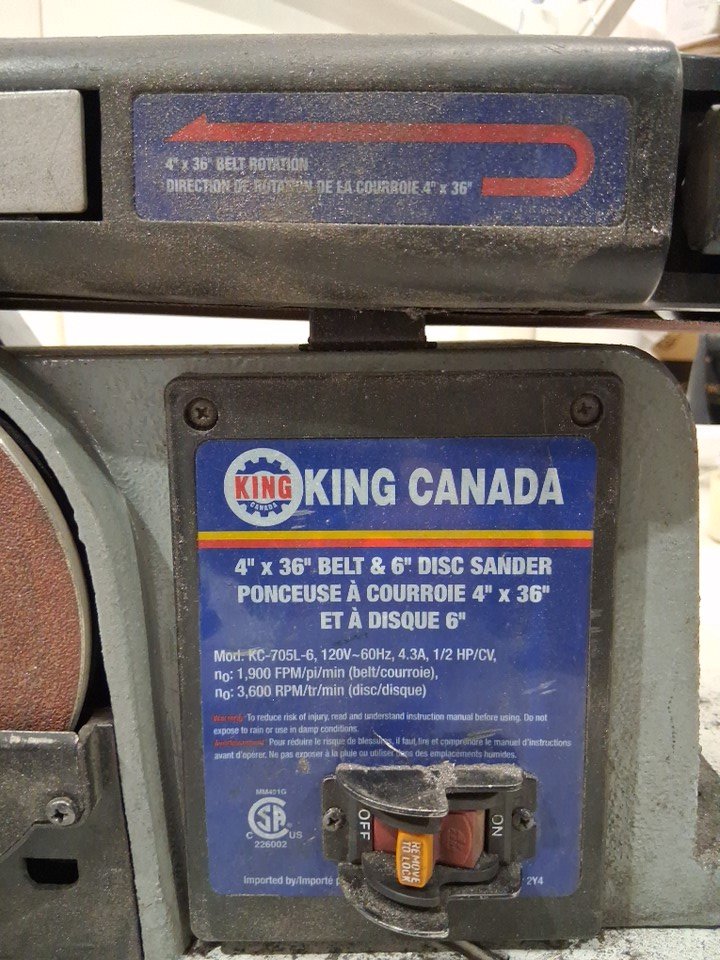 4" x 36" BELT ROTATION
DIRECTION DE ROTATION DE LA COURROIE 4" x 36"
KING
CANADA
KING CANADA
4" x 36" BELT & 6" DISC SANDER
PONCEUSE À COURROIE 4" x 36"
ET À DISQUE 6"
Mod. KC-705L-6, 120V~60Hz, 4.3A, 1/2 HP/CV,
n₀: 1,900 FPM/pi/min (belt/courroie),
n₀: 3,600 RPM/tr/min (disc/disque)
Warning: To reduce risk of injury, read and understand instruction manual before using. Do not
expose to rain or use in damp conditions.
Avertissement: Pour réduire le risque de blessures, il faut lire et comprendre le manuel d'instructions
avant d'opérer. Ne pas exposer à la pluie ou utiliser dans des emplacements humides.
MM401G
C SA US
226002
OFF
REMOVE
TO LOCK
ON
Imported by/Importé 2Y4